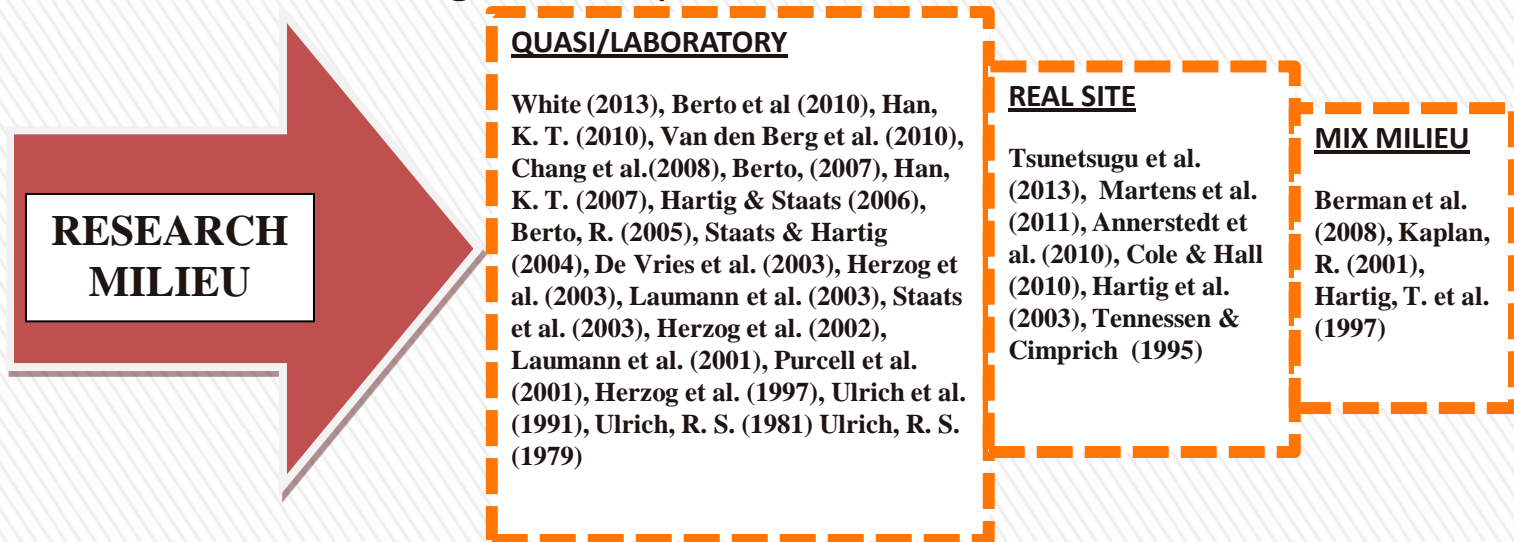 RESEARCH
MILIEU
QUASI/LABORATORY
White (2013), Berto et al (2010), Han,
K. T. (2010), Van den Berg et al. (2010),
Chang et al.(2008), Berto, (2007), Han,
K. T. (2007), Hartig & Staats (2006),
Berto, R. (2005), Staats & Hartig
(2004), De Vries et al. (2003), Herzog et
al. (2003), Laumann et al. (2003), Staats
et al. (2003), Herzog et al. (2002),
Laumann et al. (2001), Purcell et al.
(2001), Herzog et al. (1997), Ulrich et al.
(1991), Ulrich, R. S. (1981) Ulrich, R. S.
(1979)
REAL SITE
Tsunetsugu et al.
(2013), Martens et al.
(2011), Annerstedt et
al. (2010), Cole & Hall
(2010), Hartig et al.
(2003), Tennessen &
Cimprich (1995)
MIX MILIEU
Berman et al.
(2008), Kaplan,
R. (2001),
Hartig, T. et al.
(1997)